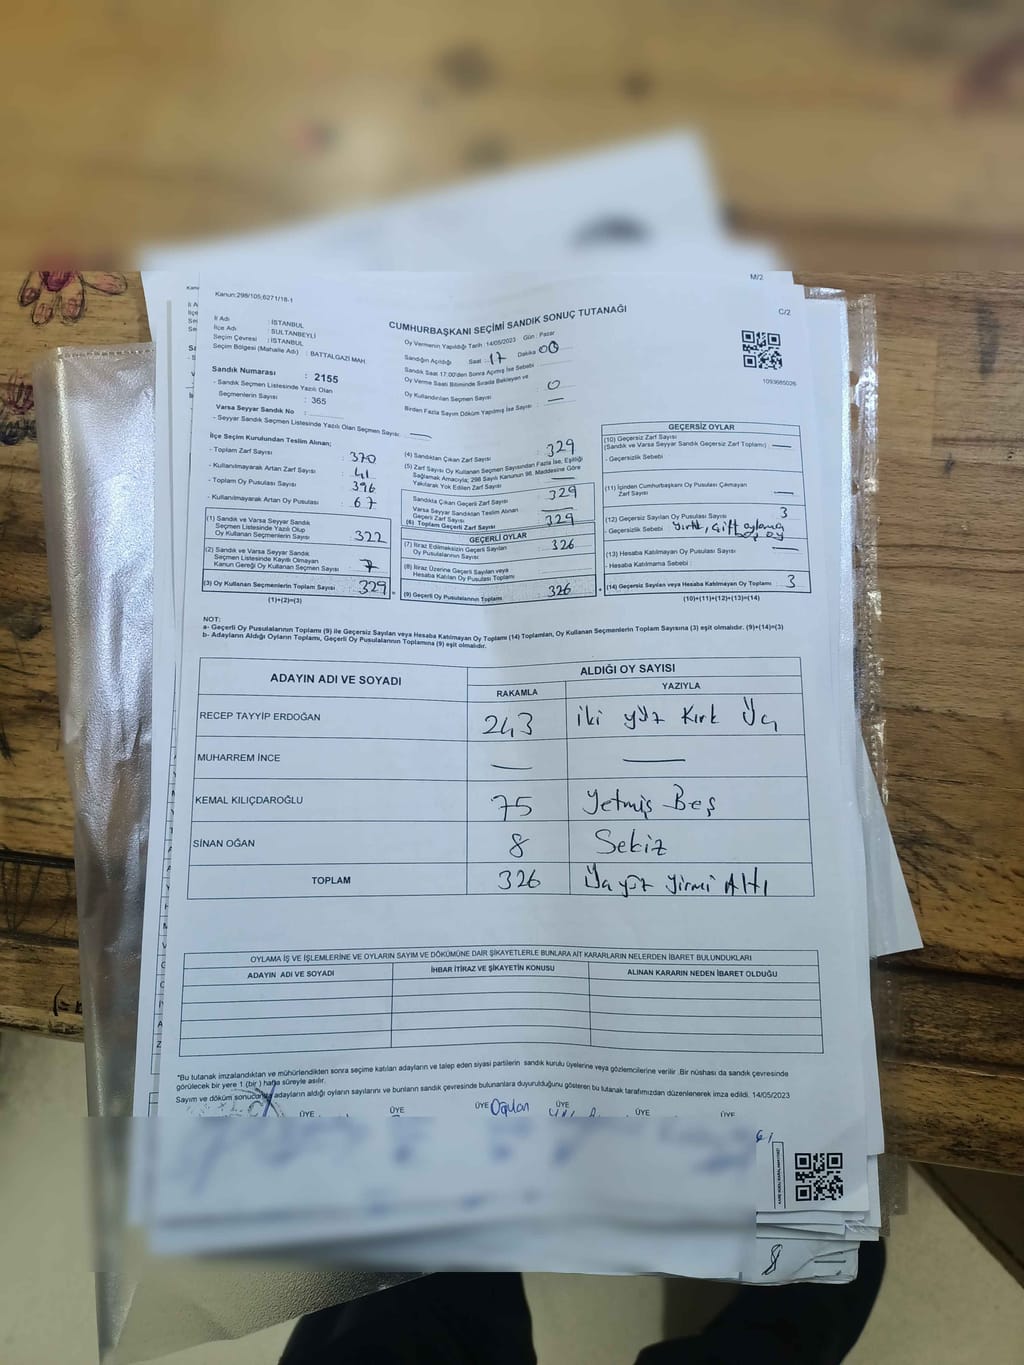 M/2
Kanun:298/105;6271/18-1
C/2
CUMHURBAŞKANI SEÇİMİ SANDIK SONUÇ TUTANAĞI
İl Adı : İSTANBUL
İlçe Adı : SULTANBEYLİ
Seçim Çevresi : İSTANBUL
Seçim Bölgesi (Mahalle Adı) : BATTALGAZİ MAH.
Sandık Numarası : 2155
- Sandık Seçmen Listesinde Yazılı Olan
Seçmenlerin Sayısı : 365
Varsa Seyyar Sandık No :
- Seyyar Sandık Seçmen Listesinde Yazılı Olan Seçmen Sayısı: —
Oy Vermenin Yapıldığı Tarih :14/05/2023 Gün : Pazar
Sandığın Açıldığı Saat 17 Dakika 00
Sandık Saat 17:00'den Sonra Açılmış İse Sebebi :
Oy Verme Saati Bitiminde Sırada Bekleyen ve
Oy Kullandırılan Seçmen Sayısı : 0
Birden Fazla Sayım Döküm Yapılmış İse Sayısı : —
1093685026
İlçe Seçim Kurulundan Teslim Alınan;
- Toplam Zarf Sayısı : 370
- Kullanılmayarak Artan Zarf Sayısı : 41
- Toplam Oy Pusulası Sayısı : 396
- Kullanılmayarak Artan Oy Pusulası : 67
(1) Sandık ve Varsa Seyyar Sandık
Seçmen Listesinde Yazılı Olup
Oy Kullanan Seçmen Sayısı : 322
(2) Sandık ve Varsa Seyyar Sandık
Seçmen Listesinde Kayıtlı Olmayan
Kanun Gereği Oy Kullanan Seçmen Sayısı : 7
(3) Oy Kullanan Seçmenlerin Toplam Sayısı : 329
(1)+(2)=(3)
(4) Sandıktan Çıkan Zarf Sayısı : 329
(5) Zarf Sayısı Oy Kullanan Seçmen Sayısından Fazla İse, Eşitliği
Sağlamak Amacıyla; 298 Sayılı Kanunun 98. Maddesine Göre
Yakılarak Yok Edilen Zarf Sayısı : —
Sandıkta Çıkan Geçerli Zarf Sayısı : 329
Varsa Seyyar Sandıktan Teslim Alınan
Geçerli Zarf Sayısı : —
(6) Toplam Geçerli Zarf Sayısı : 329
GEÇERLİ OYLAR
(7) İtiraz Edilmeksizin Geçerli Sayılan
Oy Pusulalarının Sayısı : 326
(8) İtiraz Üzerine Geçerli Sayılan veya
Hesaba Katılan Oy Pusulası Toplamı :
(9) Geçerli Oy Pusulalarının Toplamı : 326
GEÇERSİZ OYLAR
(10) Geçersiz Zarf Sayısı
(Sandık ve Varsa Seyyar Sandık Geçersiz Zarf Toplamı) : —
- Geçersizlik Sebebi :
(11) İçinden Cumhurbaşkanı Oy Pusulası Çıkmayan
Zarf Sayısı : —
(12) Geçersiz Sayılan Oy Pusulası Sayısı : 3
- Geçersizlik Sebebi : Yırtık, çift oylama
boş oy
(13) Hesaba Katılmayan Oy Pusulası Sayısı : —
- Hesaba Katılmama Sebebi :
(14) Geçersiz Sayılan veya Hesaba Katılmayan Oy Toplamı : 3
(10)+(11)+(12)+(13)=(14)
NOT:
a- Geçerli Oy Pusulalarının Toplamı (9) ile Geçersiz Sayılan veya Hesaba Katılmayan Oy Toplamı (14) Toplamları, Oy Kullanan Seçmenlerin Toplam Sayısına (3) eşit olmalıdır. (9)+(14)=(3)
b- Adayların Aldığı Oyların Toplamı, Geçerli Oy Pusulalarının Toplamına (9) eşit olmalıdır.
ADAYIN ADI VE SOYADI
ALDIĞI OY SAYISI
RAKAMLA YAZIYLA
RECEP TAYYİP ERDOĞAN 243 iki yüz Kırk Üç
MUHARREM İNCE — —
KEMAL KILIÇDAROĞLU 75 Yetmiş Beş
SİNAN OĞAN 8 Sekiz
TOPLAM 326 Üç yüz yirmi Altı
OYLAMA İŞ VE İŞLEMLERİNE VE OYLARIN SAYIM VE DÖKÜMÜNE DAİR ŞİKAYETLERLE BUNLARA AİT KARARLARIN NELERDEN İBARET BULUNDUKLARI
ADAYIN ADI VE SOYADI İHBAR İTİRAZ VE ŞİKAYETİN KONUSU ALINAN KARARIN NEDEN İBARET OLDUĞU
*Bu tutanak imzalandıktan ve mühürlendikten sonra seçime katılan adayların ve talep eden siyasi partilerin sandık kurulu üyelerine veya gözlemcilerine verilir .Bir nüshası da sandık çevresinde
görülecek bir yere 1 (bir ) hafta süreyle asılır.
Sayım ve döküm sonucunda adayların aldığı oyların sayılarını ve bunların sandık çevresinde bulunanlara duyurulduğunu gösteren bu tutanak tarafımızdan düzenlenerek imza edildi. 14/05/2023
ÜYE ÜYE ÜYE Oğulcan ÜYE ÜYE ÜYE
8